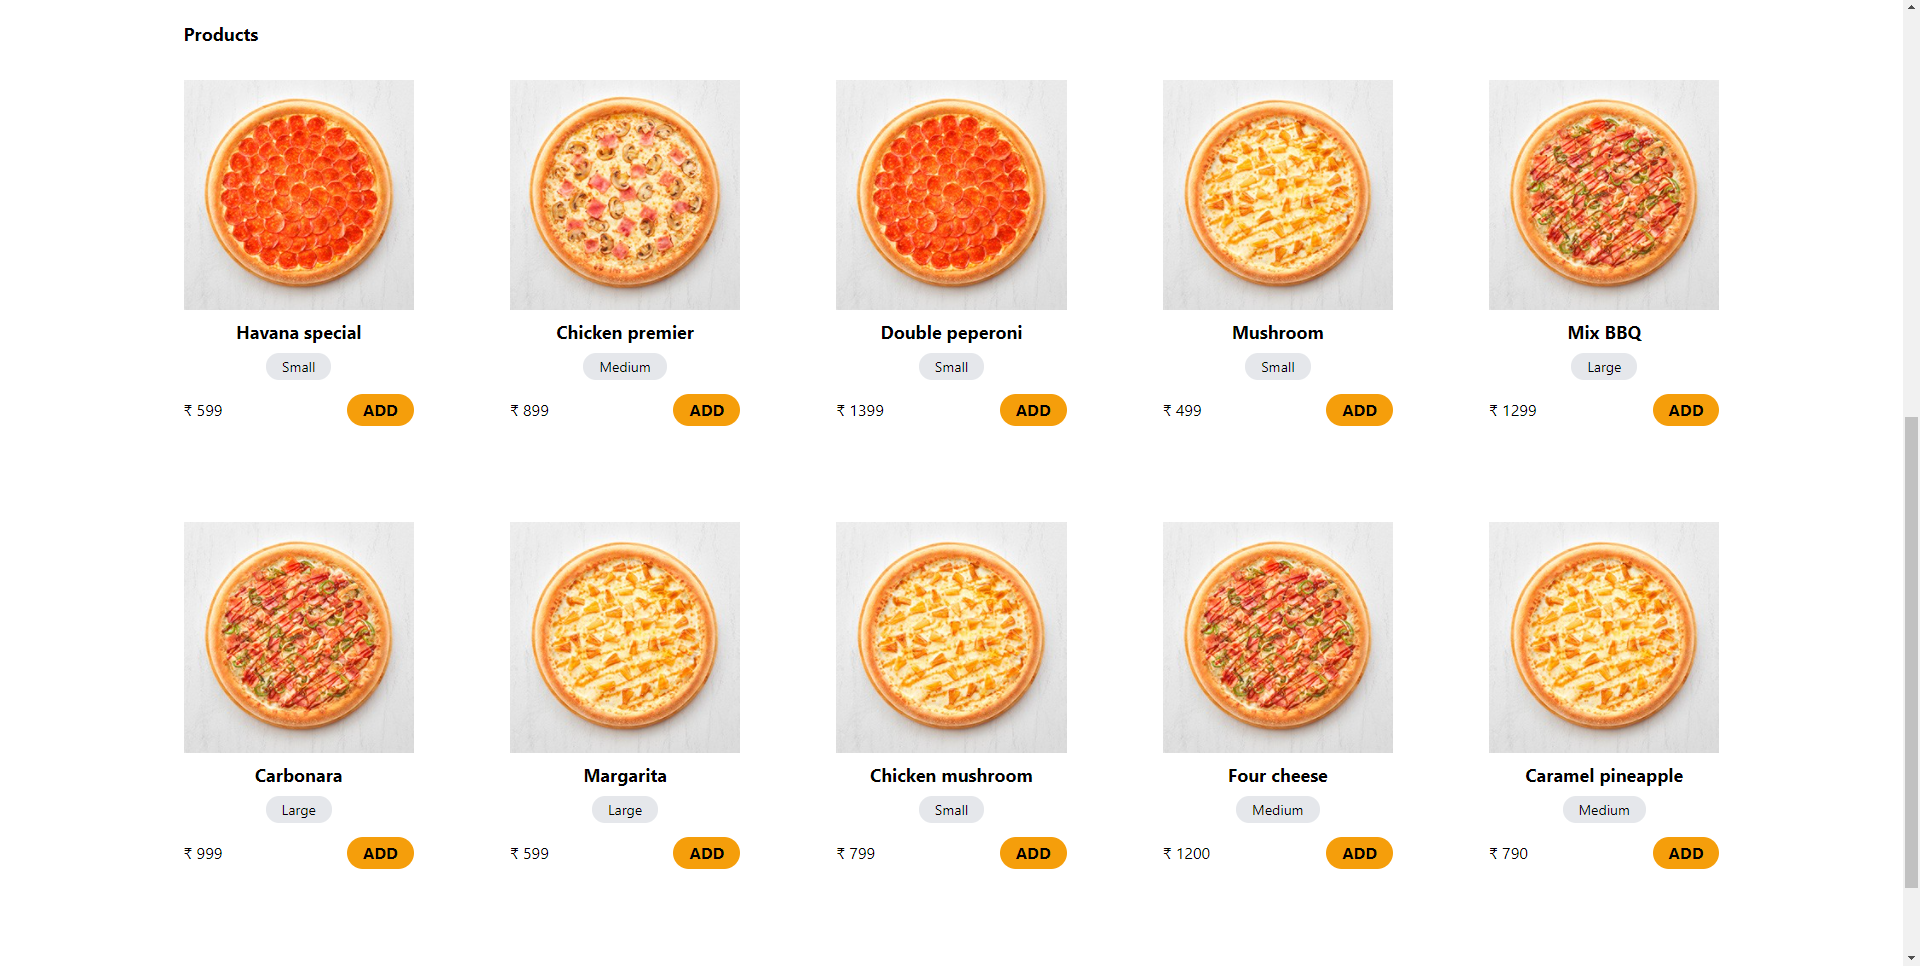 Products
Havana special
Small
₹ 599
ADD
Chicken premier
Medium
₹ 899
ADD
Double peperoni
Small
₹ 1399
ADD
Mushroom
Small
₹ 499
ADD
Mix BBQ
Large
₹ 1299
ADD
Carbonara
Large
₹ 999
ADD
Margarita
Large
₹ 599
ADD
Chicken mushroom
Small
₹ 799
ADD
Four cheese
Medium
₹ 1200
ADD
Caramel pineapple
Medium
₹ 790
ADD